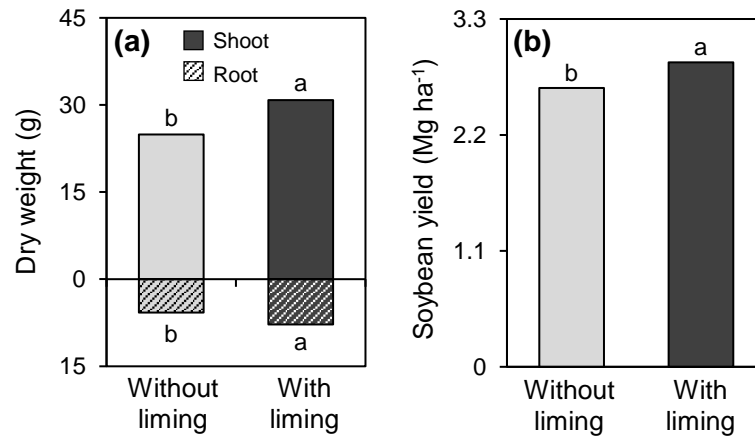 (a)
Shoot
Root
Dry weight (g)
45
30
15
0
15
b
a
b
a
Without
liming
With
liming
(b)
Soybean yield (Mg ha⁻¹)
3.3
2.2
1.1
0
b
a
Without
liming
With
liming